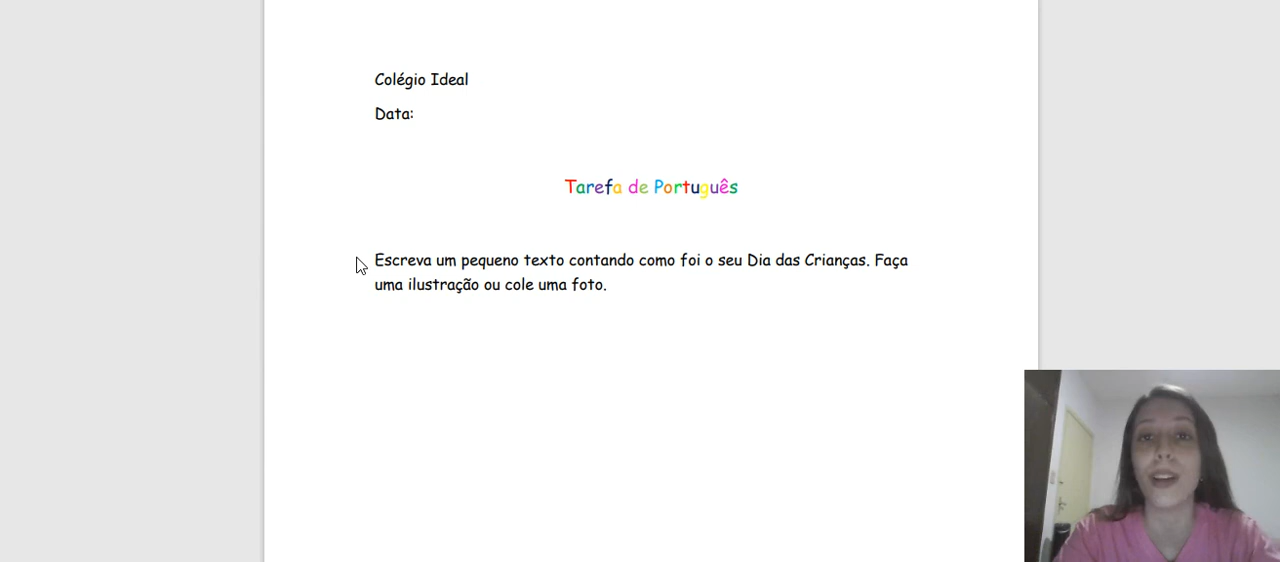 Colégio Ideal
Data:
Tarefa de Português
Escreva um pequeno texto contando como foi o seu Dia das Crianças. Faça
uma ilustração ou cole uma foto.